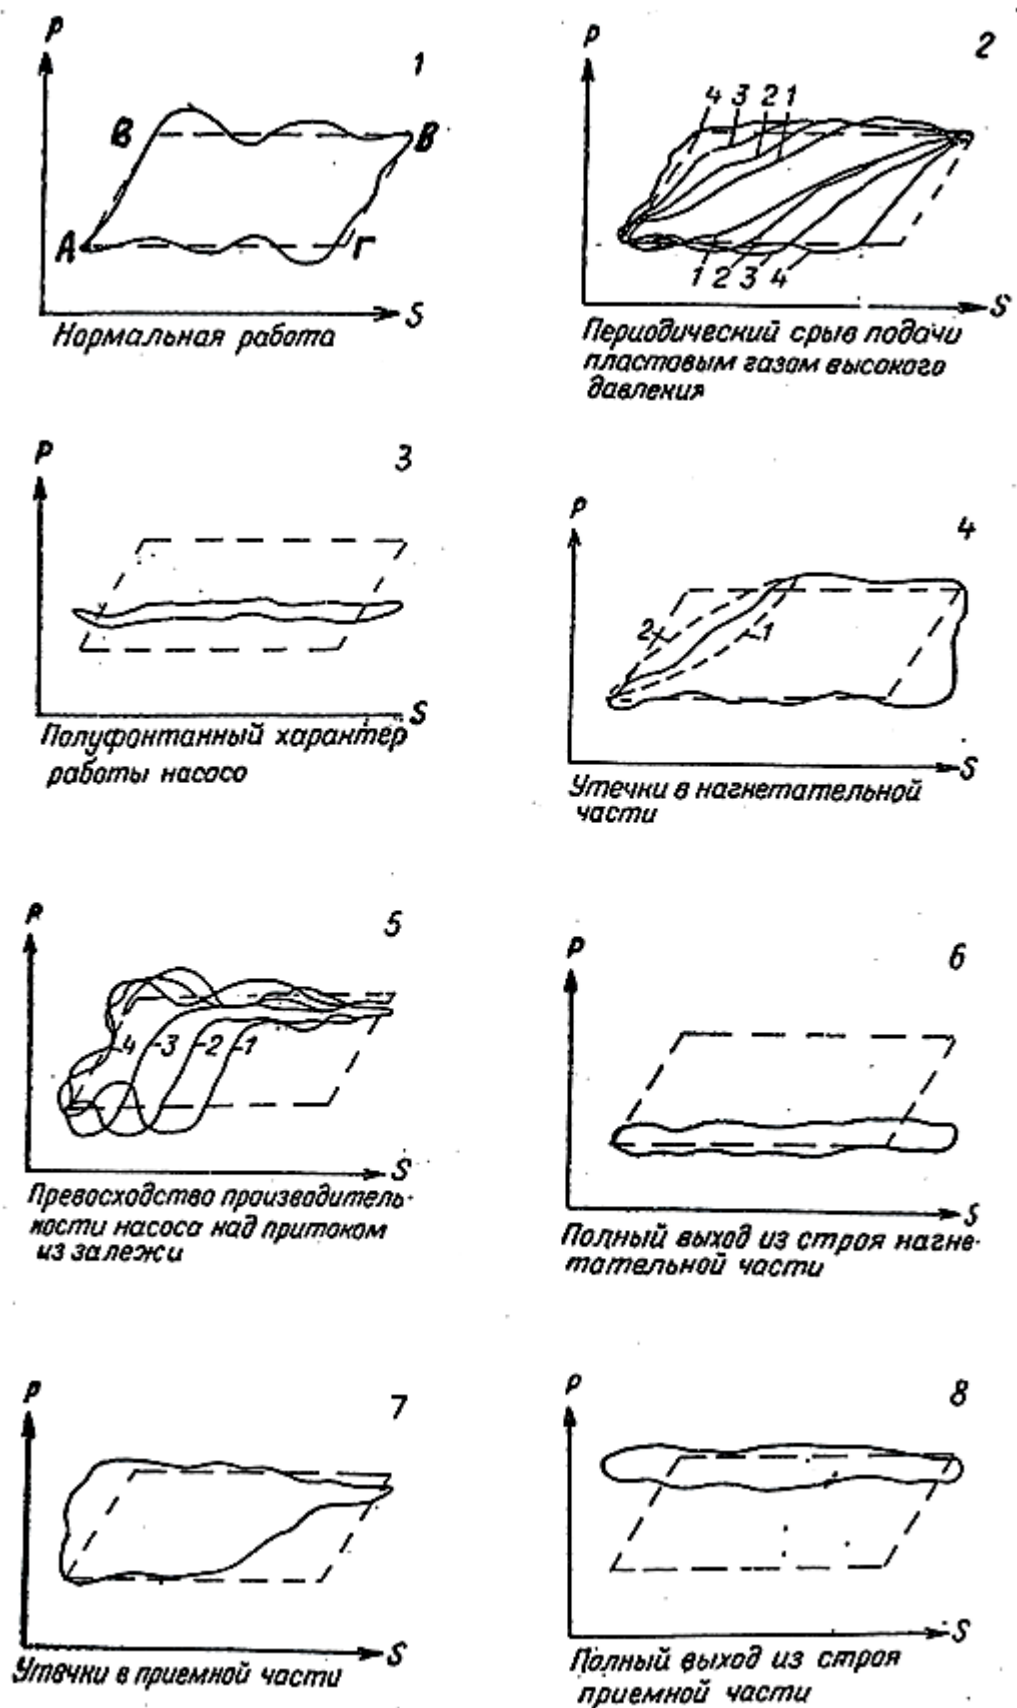 P
1
В
В
А
Г
S
Нормальная работа
P
2
4 3 2 1
1 2 3 4
S
Периодический срыв подачи
пластовым газом высокого
давления
P
3
S
Полуфонтанный характер
работы насосо
P
4
2
1
S
Утечки в нагнетательной
части
P
5
4 3 2 1
S
Превосходство производитель-
ности насоса над притоком
из залежи
P
6
S
Полный выход из строя нагне-
тательной части
P
7
S
Утечки в приемной части
P
8
S
Полный выход из строя
приемной части